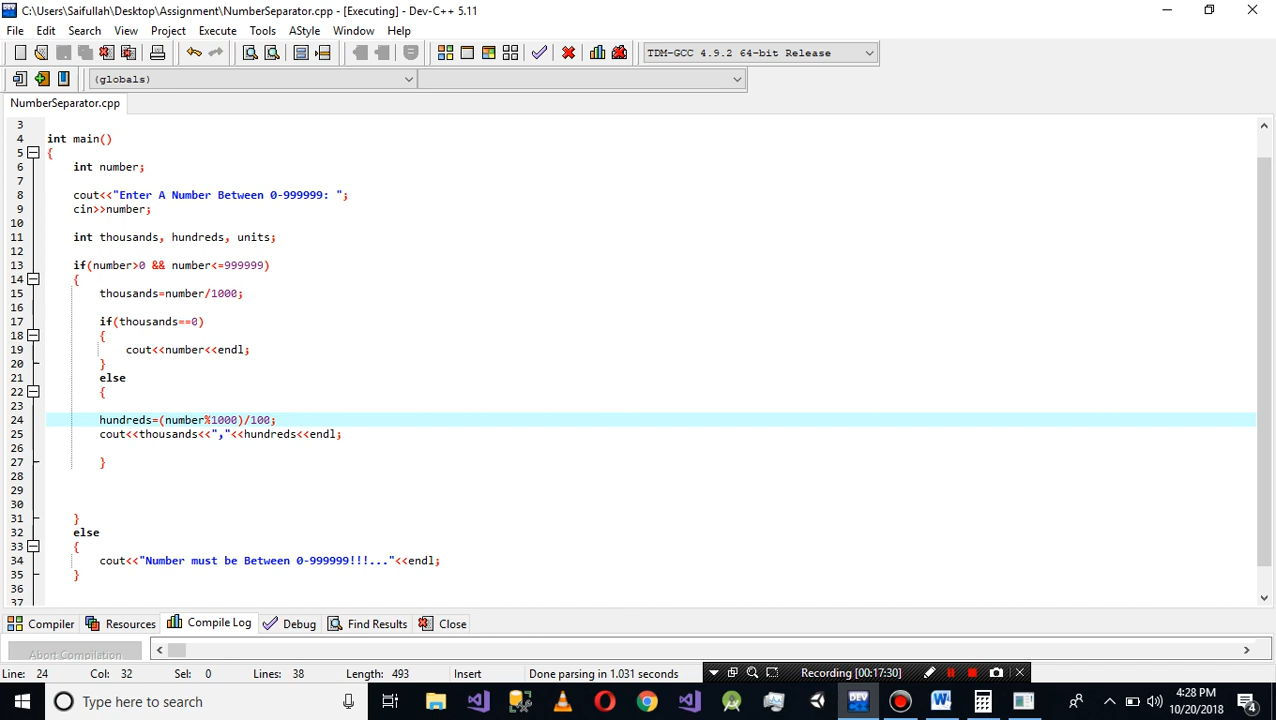 C:\Users\Saifullah\Desktop\Assignment\NumberSeparator.cpp - [Executing] - Dev-C++ 5.11
File Edit Search View Project Execute Tools AStyle Window Help
TDM-GCC 4.9.2 64-bit Release
(globals)
NumberSeparator.cpp
3
4 int main()
5 {
6 int number;
7
8 cout<<"Enter A Number Between 0-999999: ";
9 cin>>number;
10
11 int thousands, hundreds, units;
12
13 if(number>0 && number<=999999)
14 {
15 thousands=number/1000;
16
17 if(thousands==0)
18 {
19 cout<<number<<endl;
20 }
21 else
22 {
23
24 hundreds=(number%1000)/100;
25 cout<<thousands<<","<<hundreds<<endl;
26
27 }
28
29
30
31 }
32 else
33 {
34 cout<<"Number must be Between 0-999999!!!..."<<endl;
35 }
36
37
Compiler Resources Compile Log Debug Find Results Close
Abort Compilation
Line: 24 Col: 32 Sel: 0 Lines: 38 Length: 493 Insert Done parsing in 1.031 seconds Recording [00:17:30]
Type here to search
4:28 PM
10/20/2018
4